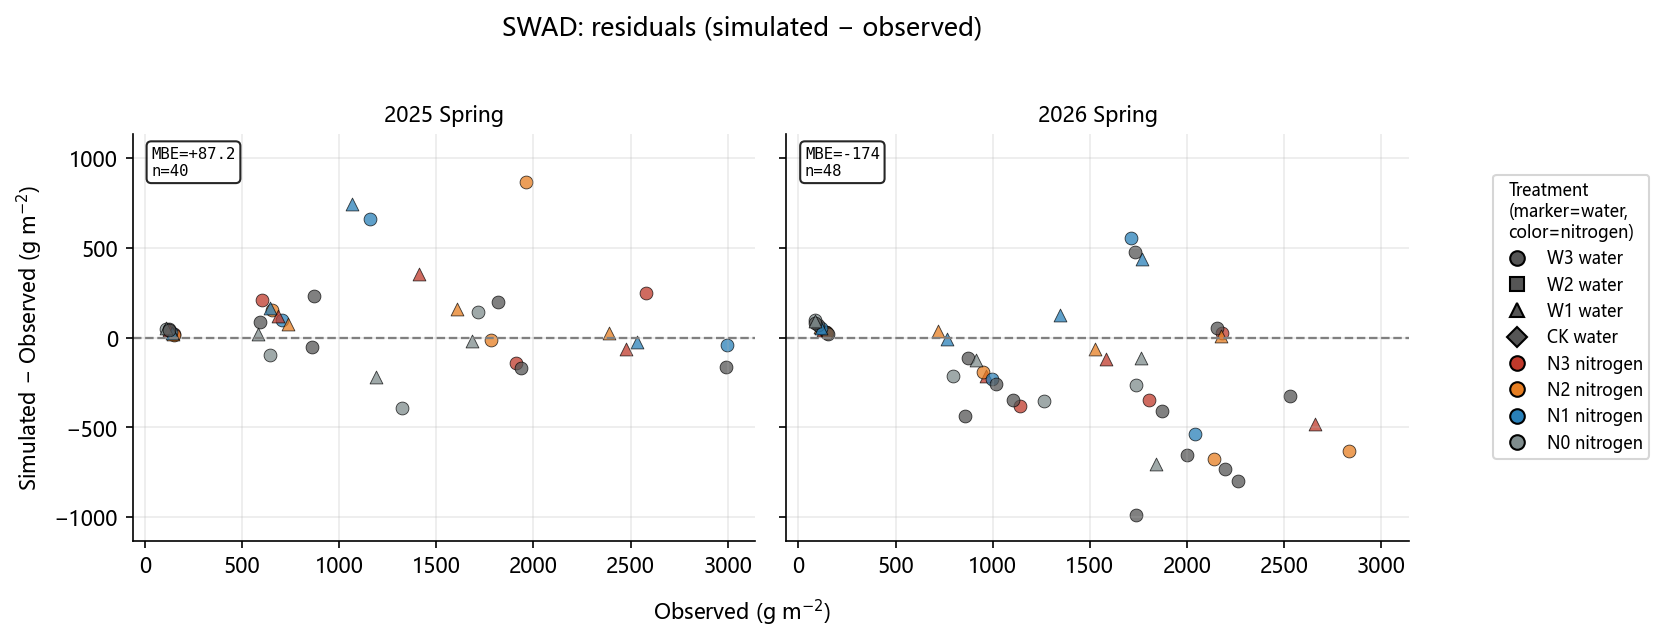 SWAD: residuals (simulated − observed)
2025 Spring
2026 Spring
MBE=+87.2
n=40
MBE=-174
n=48
Simulated − Observed (g m⁻²)
1000
500
0
−500
−1000
0 500 1000 1500 2000 2500 3000
0 500 1000 1500 2000 2500 3000
Observed (g m⁻²)
Treatment
(marker=water,
color=nitrogen)
W3 water
W2 water
W1 water
CK water
N3 nitrogen
N2 nitrogen
N1 nitrogen
N0 nitrogen